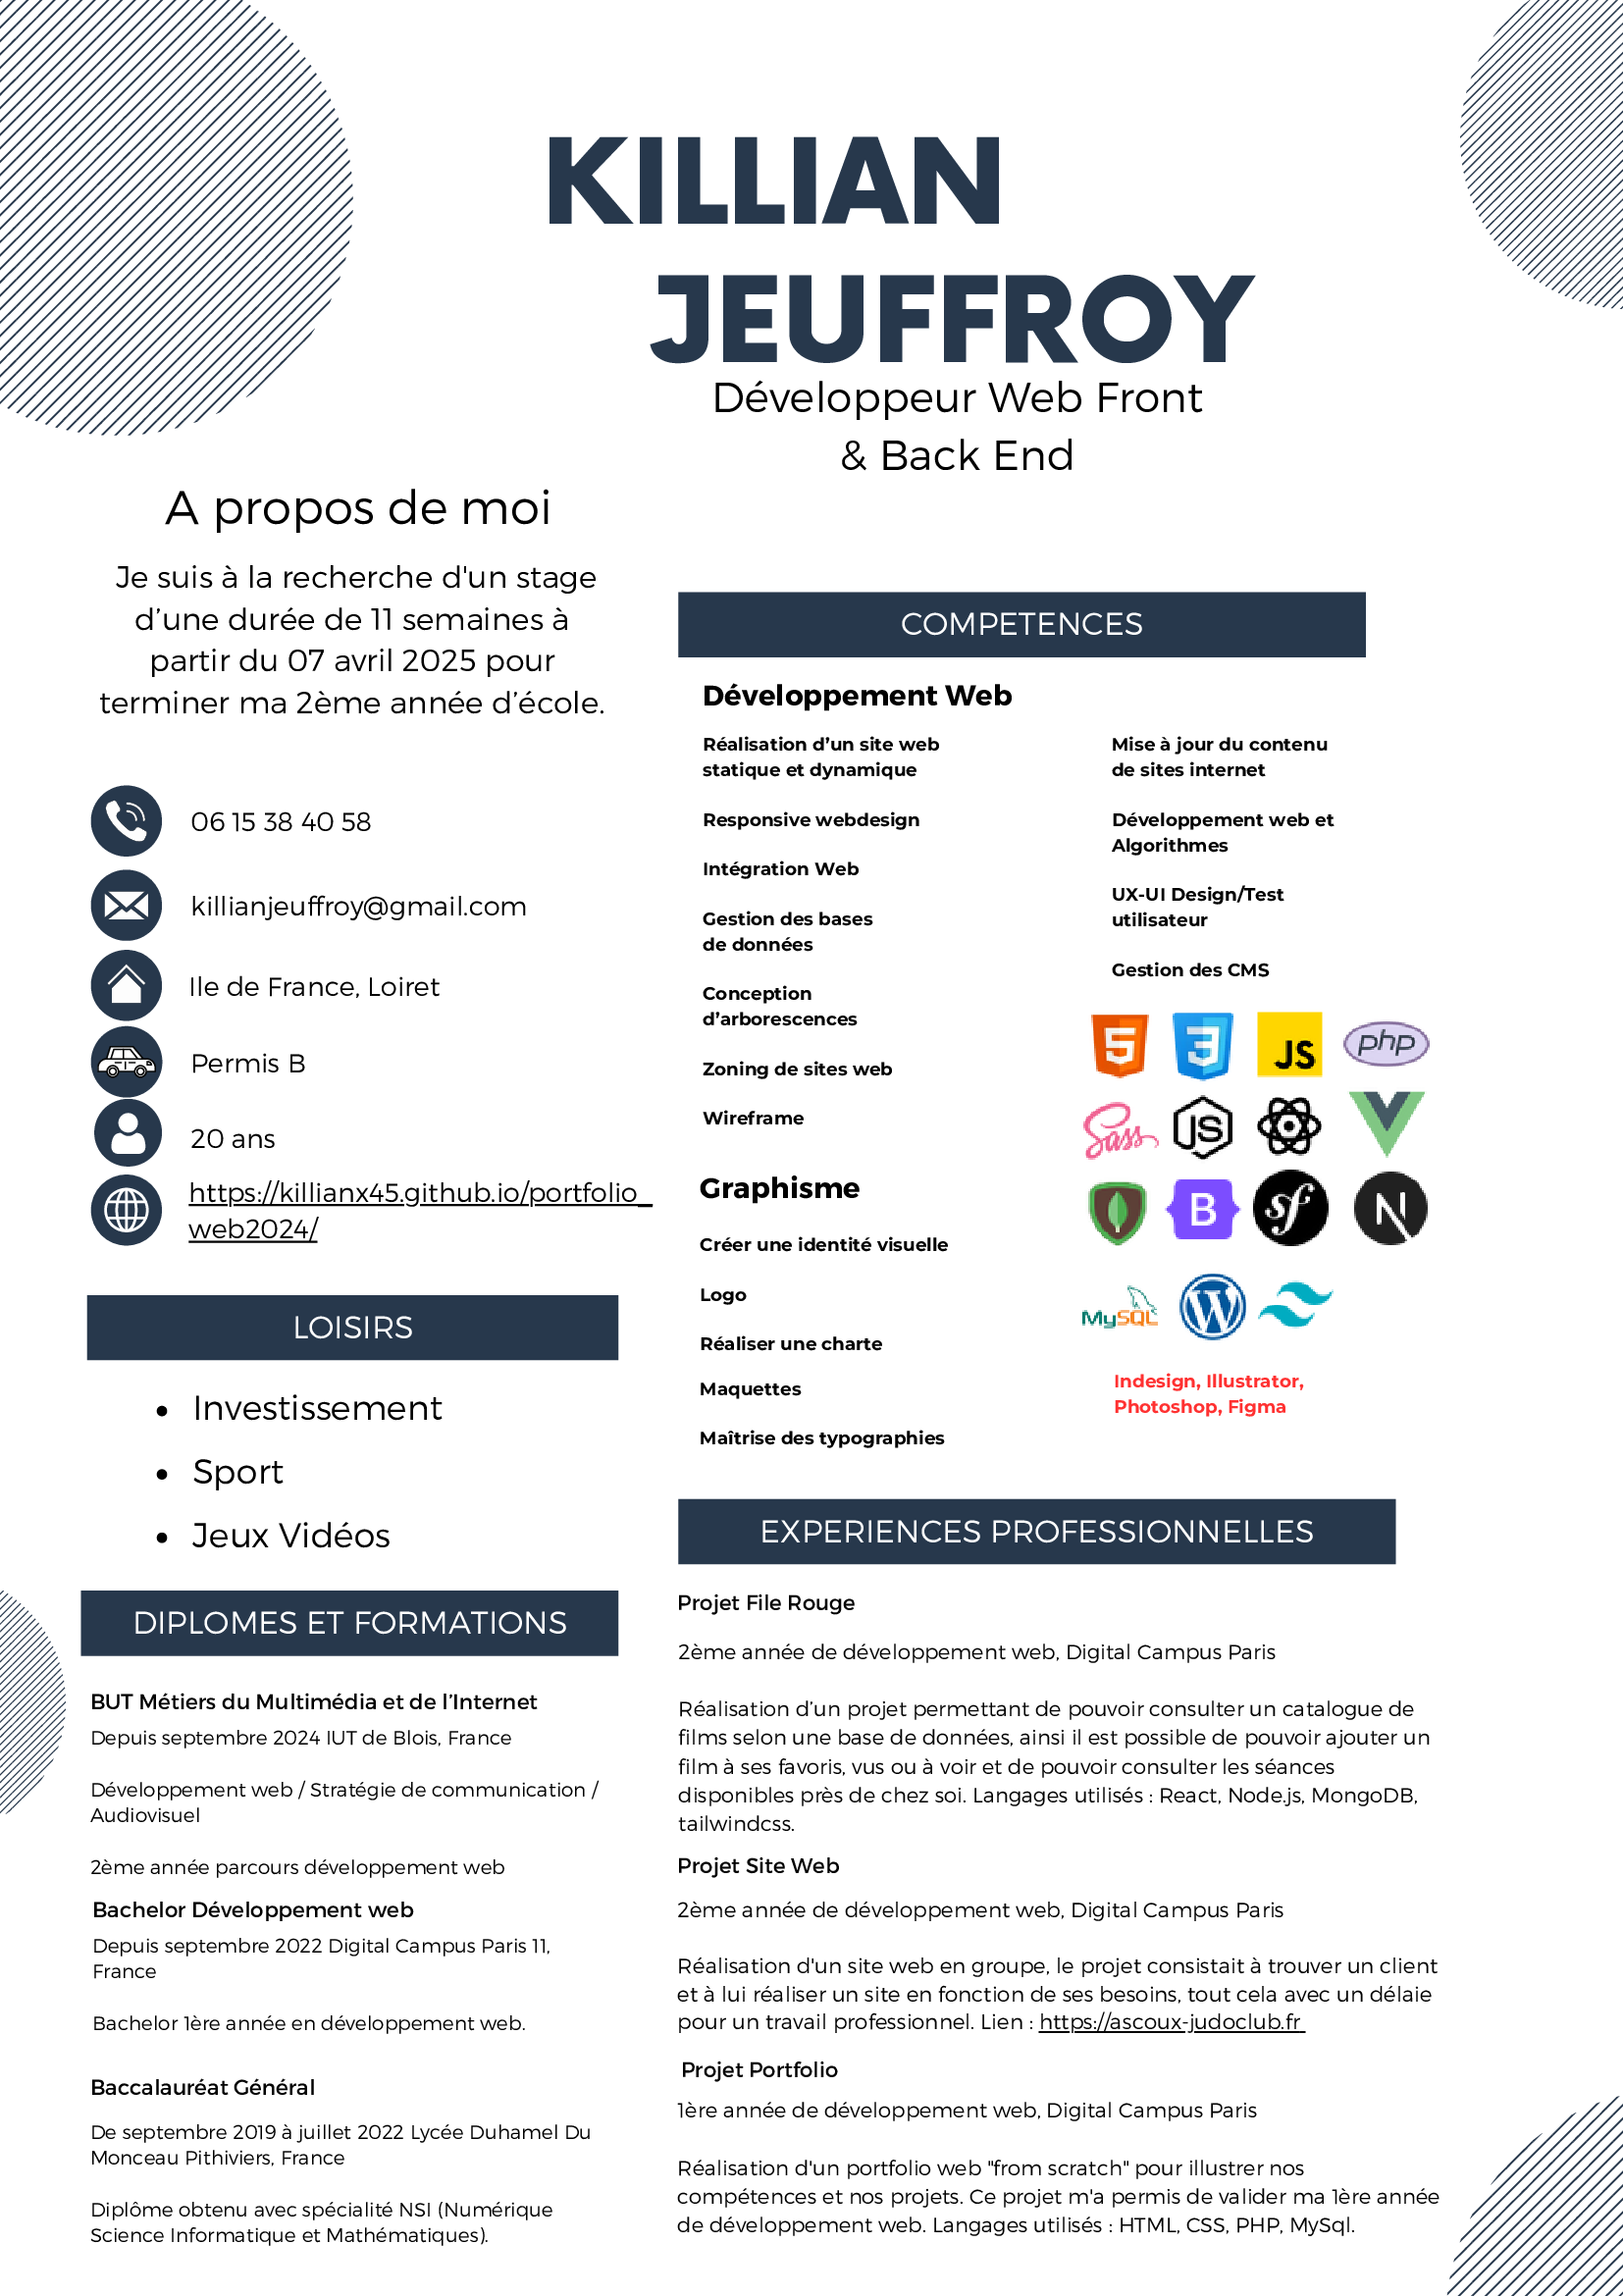 KILLIAN
JEUFFROY
Développeur Web Front
& Back End
A propos de moi
Je suis à la recherche d'un stage
d’une durée de 11 semaines à
partir du 07 avril 2025 pour
terminer ma 2ème année d’école.
06 15 38 40 58
killianjeuffroy@gmail.com
Ile de France, Loiret
Permis B
20 ans
https://killianx45.github.io/portfolio_
web2024/
LOISIRS
• Investissement
• Sport
• Jeux Vidéos
DIPLOMES ET FORMATIONS
BUT Métiers du Multimédia et de l’Internet
Depuis septembre 2024 IUT de Blois, France
Développement web / Stratégie de communication /
Audiovisuel
2ème année parcours développement web
Bachelor Développement web
Depuis septembre 2022 Digital Campus Paris 11,
France
Bachelor 1ère année en développement web.
Baccalauréat Général
De septembre 2019 à juillet 2022 Lycée Duhamel Du
Monceau Pithiviers, France
Diplôme obtenu avec spécialité NSI (Numérique
Science Informatique et Mathématiques).
COMPETENCES
Développement Web
Réalisation d’un site web
statique et dynamique
Responsive webdesign
Intégration Web
Gestion des bases
de données
Conception
d’arborescences
Zoning de sites web
Wireframe
Mise à jour du contenu
de sites internet
Développement web et
Algorithmes
UX-UI Design/Test
utilisateur
Gestion des CMS
5 3 JS php
Sass JS
B sf N
MySQL W
Graphisme
Créer une identité visuelle
Logo
Réaliser une charte
Maquettes
Maîtrise des typographies
Indesign, Illustrator,
Photoshop, Figma
EXPERIENCES PROFESSIONNELLES
Projet File Rouge
2ème année de développement web, Digital Campus Paris
Réalisation d’un projet permettant de pouvoir consulter un catalogue de
films selon une base de données, ainsi il est possible de pouvoir ajouter un
film à ses favoris, vus ou à voir et de pouvoir consulter les séances
disponibles près de chez soi. Langages utilisés : React, Node.js, MongoDB,
tailwindcss.
Projet Site Web
2ème année de développement web, Digital Campus Paris
Réalisation d'un site web en groupe, le projet consistait à trouver un client
et à lui réaliser un site en fonction de ses besoins, tout cela avec un délaie
pour un travail professionnel. Lien : https://ascoux-judoclub.fr
Projet Portfolio
1ère année de développement web, Digital Campus Paris
Réalisation d'un portfolio web "from scratch" pour illustrer nos
compétences et nos projets. Ce projet m'a permis de valider ma 1ère année
de développement web. Langages utilisés : HTML, CSS, PHP, MySql.